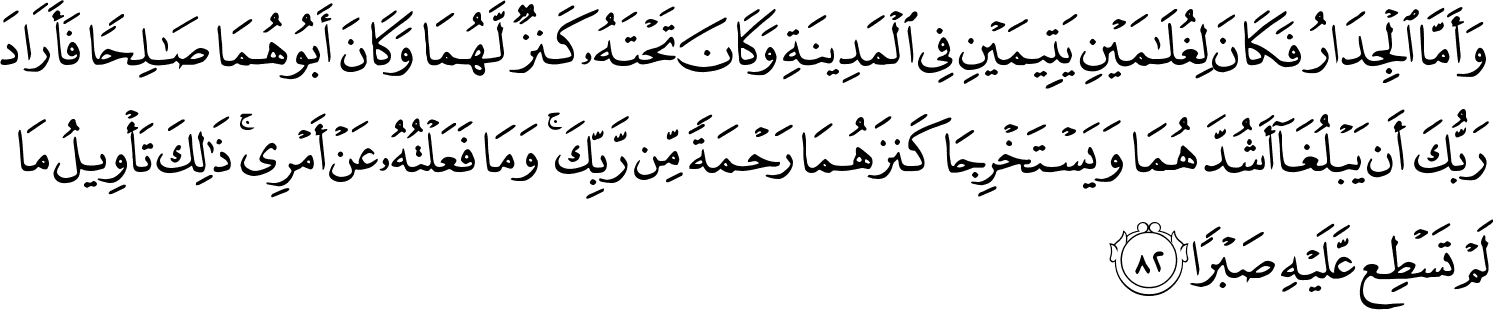 وَأَمَّا ٱلْجِدَارُ فَكَانَ لِغُلَـٰمَيْنِ يَتِيمَيْنِ فِى ٱلْمَدِينَةِ وَكَانَ تَحْتَهُۥ كَنزٌ لَّهُمَا وَكَانَ أَبُوهُمَا صَـٰلِحًا فَأَرَادَ
رَبُّكَ أَن يَبْلُغَآ أَشُدَّهُمَا وَيَسْتَخْرِجَا كَنزَهُمَا رَحْمَةً مِّن رَّبِّكَ ۚ وَمَا فَعَلْتُهُۥ عَنْ أَمْرِى ۚ ذَٰلِكَ تَأْوِيلُ مَا
لَمْ تَسْطِع عَّلَيْهِ صَبْرًا ٨٢